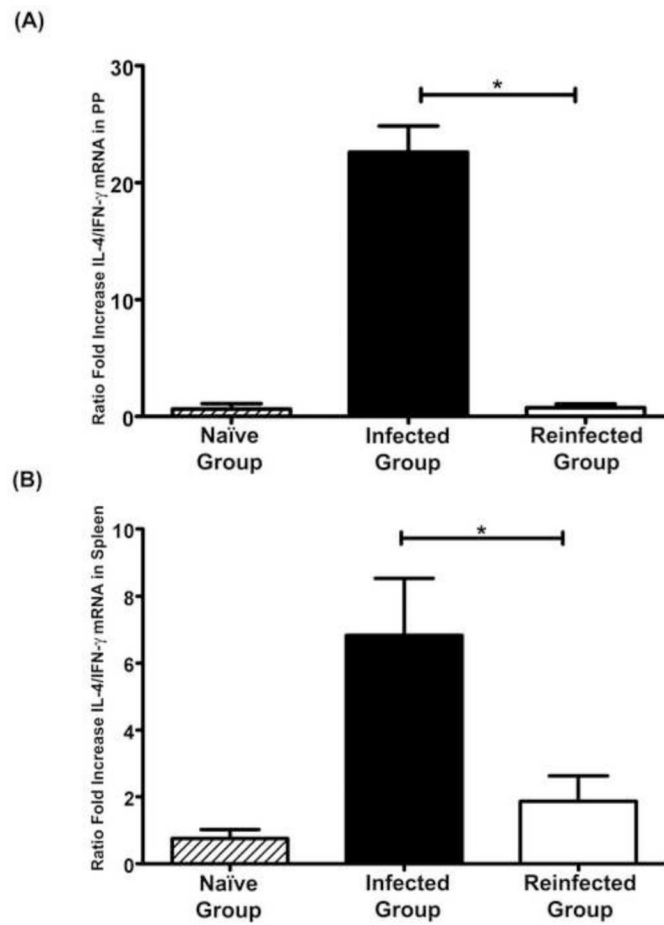 (A)
Ratio Fold Increase IL-4/IFN-γ mRNA in PP
30
20
10
0
*
Naïve
Group
Infected
Group
Reinfected
Group
(B)
Ratio Fold Increase IL-4/IFN-γ mRNA in Spleen
10
8
6
4
2
0
*
Naïve
Group
Infected
Group
Reinfected
Group